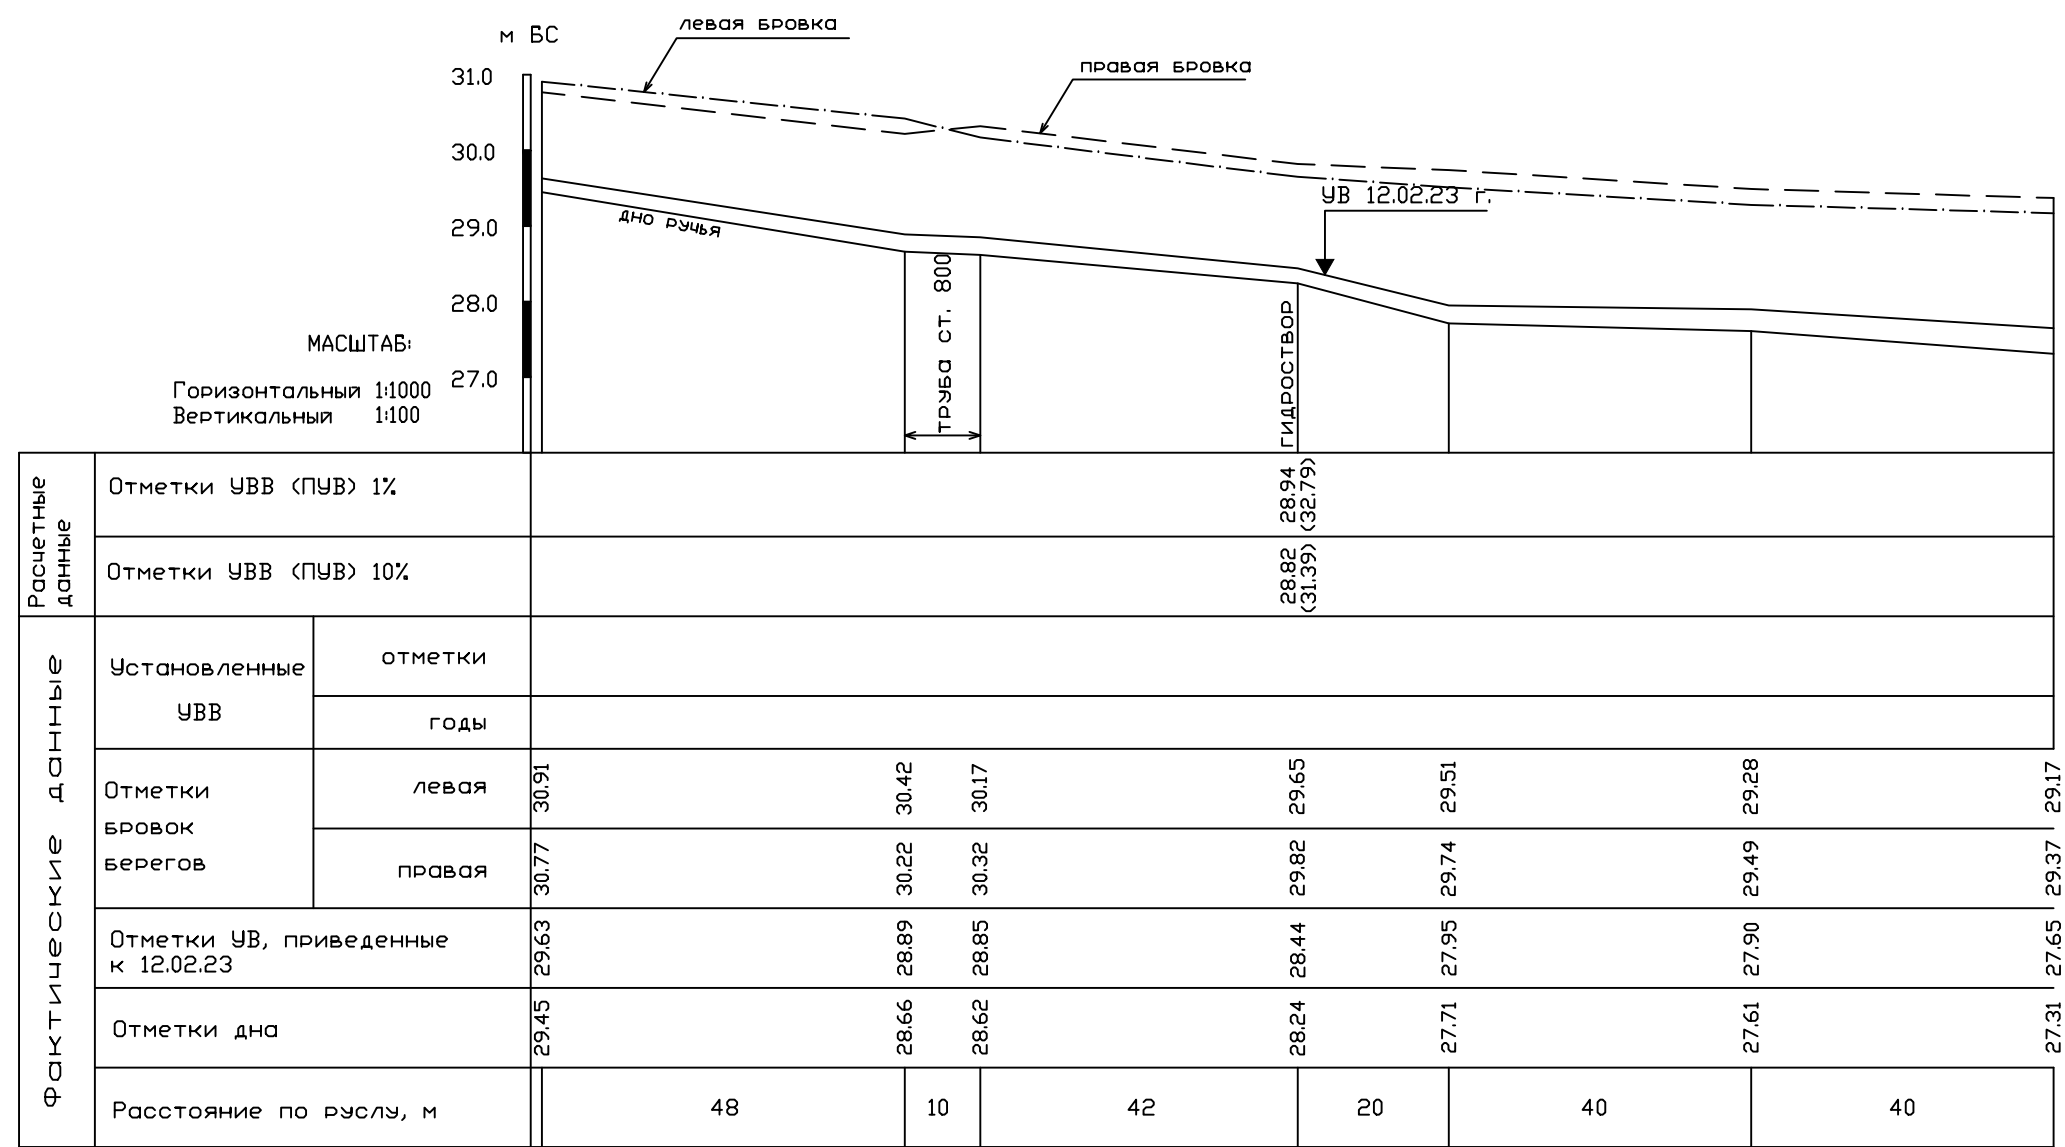 левая бровка
м БС
правая бровка
31.0
30.0
29.0
28.0
27.0
УВ 12.02.23 г.
дно ручья
труба ст. 800
гидроствор
МАСШТАБ:
Горизонтальный 1:1000
Вертикальный 1:100
Расчетные
данные
Отметки УВВ (ПУВ) 1%
28.94
(32.79)
Отметки УВВ (ПУВ) 10%
28.82
(31.39)
Фактические данные
Установленные
УВВ
отметки
годы
Отметки
бровок
берегов
левая
30.91 30.42 30.17 29.65 29.51 29.28 29.17
правая
30.77 30.22 30.32 29.82 29.74 29.49 29.37
Отметки УВ, приведенные
к 12.02.23
29.63 28.89 28.85 28.44 27.95 27.90 27.65
Отметки дна
29.45 28.66 28.62 28.24 27.71 27.61 27.31
Расстояние по руслу, м
48 10 42 20 40 40